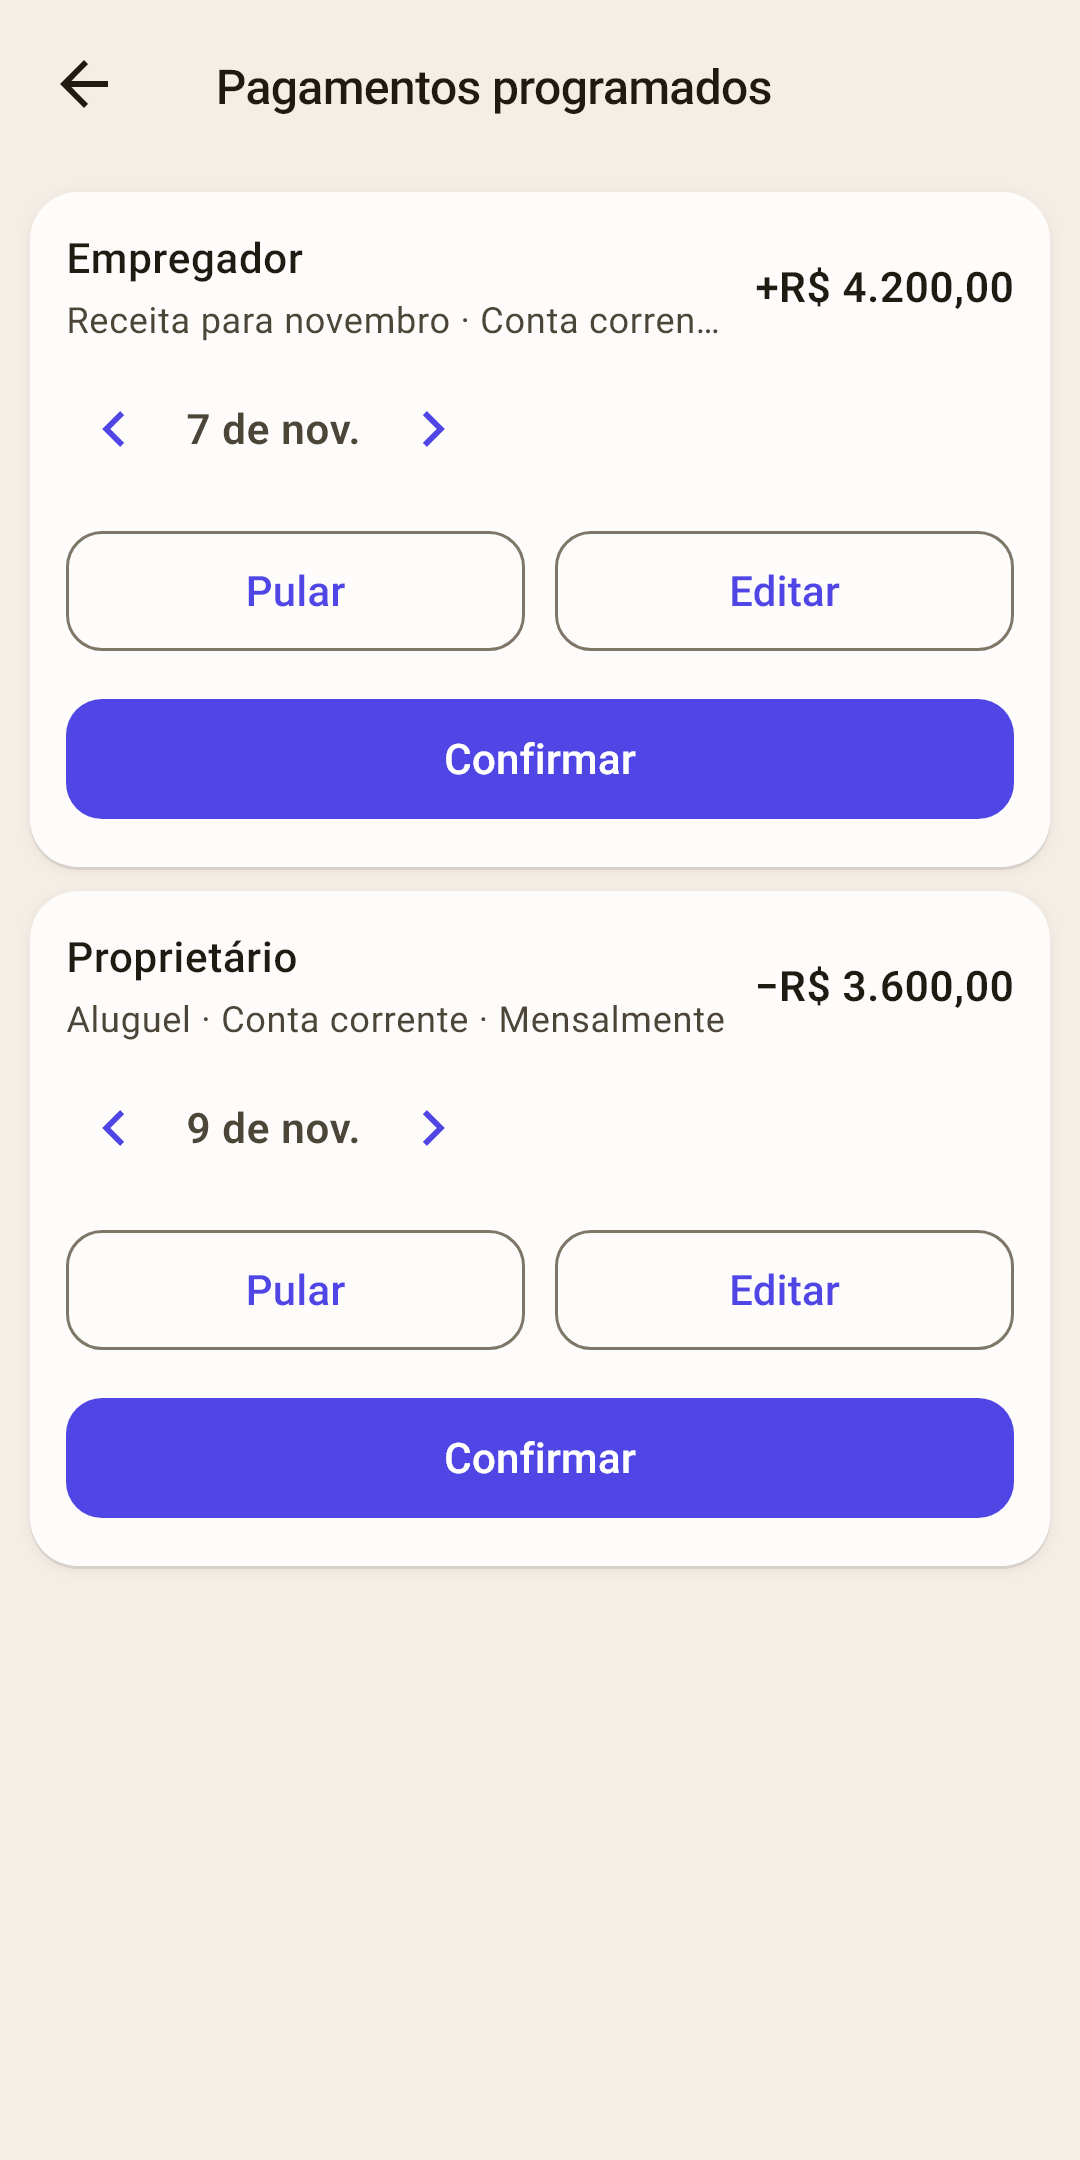 Pagamentos programados
Empregador
+R$ 4.200,00
Receita para novembro · Conta corren…
7 de nov.
Pular
Editar
Confirmar
Proprietário
−R$ 3.600,00
Aluguel · Conta corrente · Mensalmente
9 de nov.
Pular
Editar
Confirmar